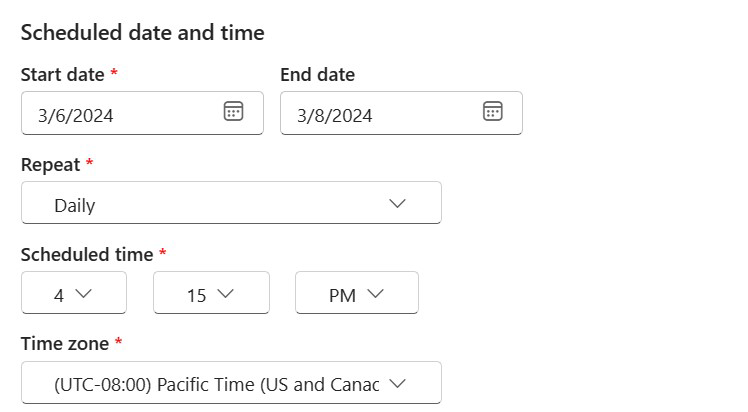 Scheduled date and time
Start date * End date
3/6/2024 3/8/2024
Repeat *
Daily
Scheduled time *
4 15 PM
Time zone *
(UTC-08:00) Pacific Time (US and Canac